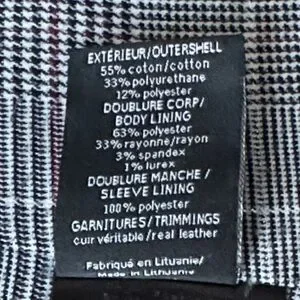 EXTÉRIEUR/OUTERSHELL
55% coton/cotton
33% polyurethane
12% polyester
DOUBLURE CORP/
BODY LINING
63% polyester
33% rayonne/rayon
3% spandex
1% lurex
DOUBLURE MANCHE/
SLEEVE LINING
100% polyester
GARNITURES/TRIMMINGS
cuir véritable/real leather
Fabriqué en Lituanie/
Made in Lithuania